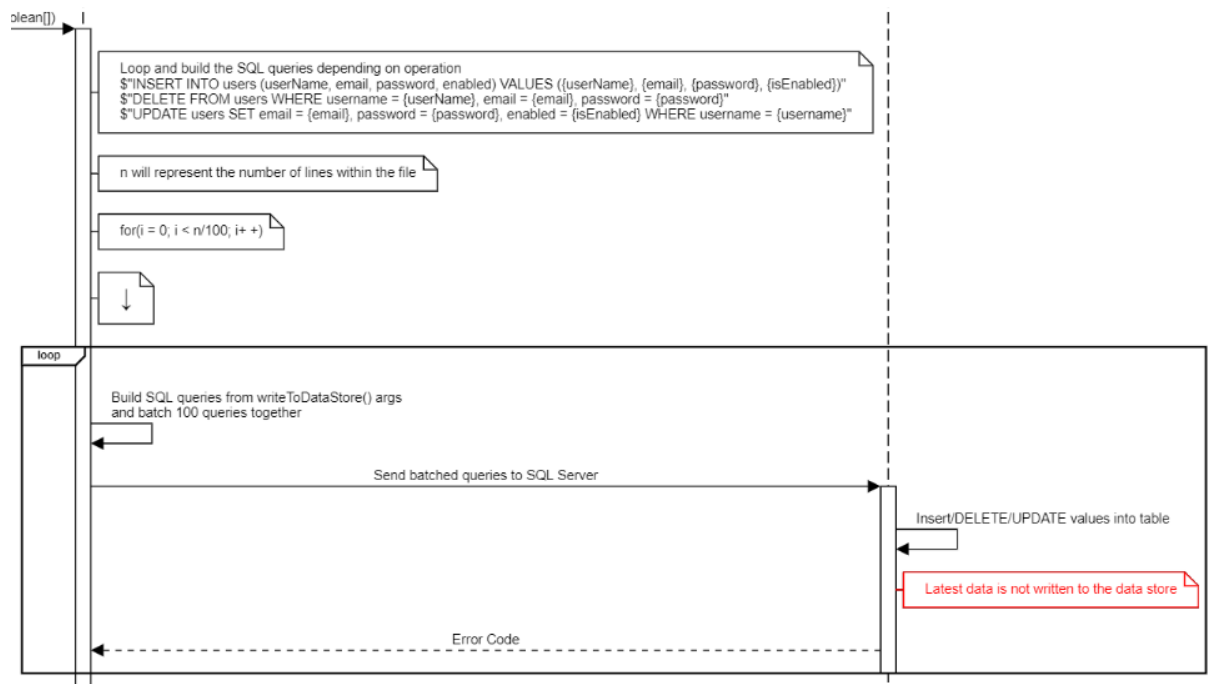 olean[])
Loop and build the SQL queries depending on operation
$"INSERT INTO users (userName, email, password, enabled) VALUES ({userName}, {email}, {password}, {isEnabled})"
$"DELETE FROM users WHERE username = {userName}, email = {email}, password = {password}"
$"UPDATE users SET email = {email}, password = {password}, enabled = {isEnabled} WHERE username = {username}"
n will represent the number of lines within the file
for(i = 0; i < n/100; i+ +)
↓
loop
Build SQL queries from writeToDataStore() args
and batch 100 queries together
Send batched queries to SQL Server
Insert/DELETE/UPDATE values into table
Latest data is not written to the data store
Error Code